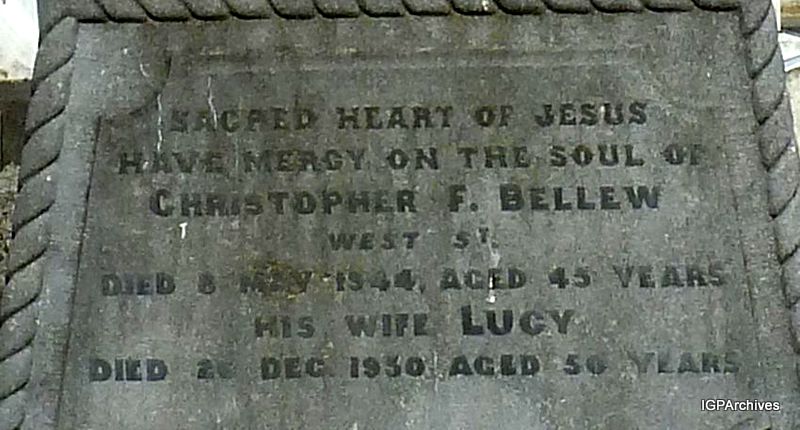 SACRED HEART OF JESUS
HAVE MERCY ON THE SOUL OF
CHRISTOPHER F. BELLEW
WEST ST.
DIED 8 MAY 1944, AGED 45 YEARS
HIS WIFE LUCY
DIED 26 DEC. 1950, AGED 50 YEARS
IGPArchives